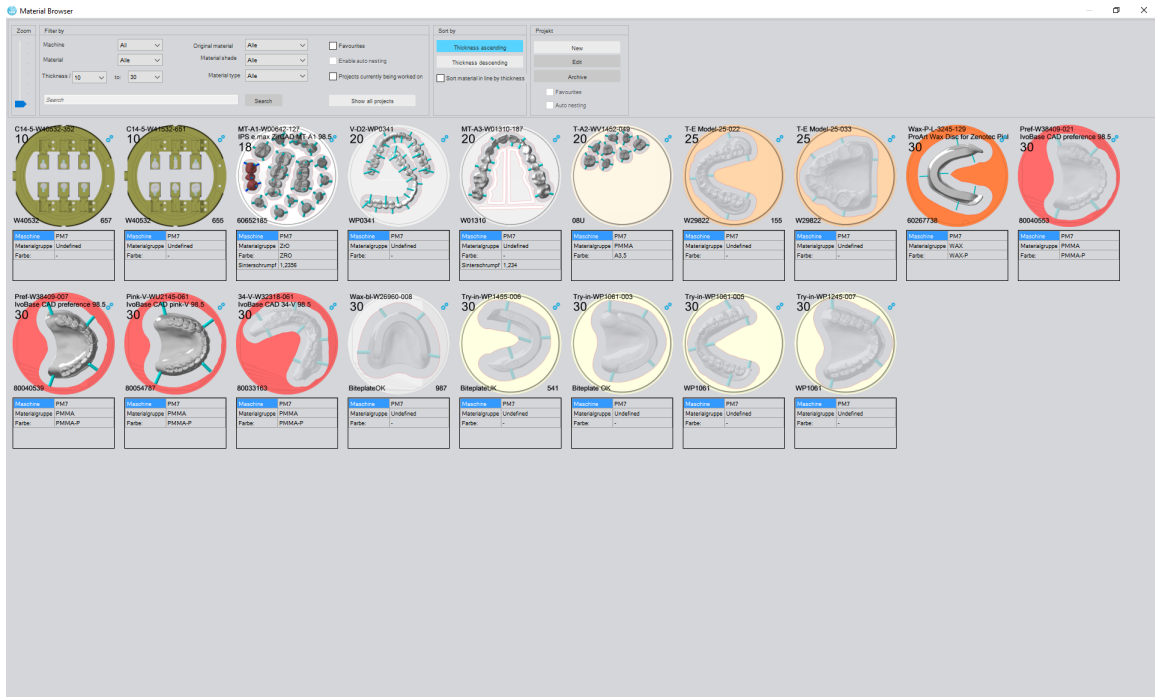 Material Browser
Zoom
Filter by
Machine All
Material Alle
Thickness / 10 to: 30
Original material Alle
Material shade Alle
Material type Alle
Favourites
Enable auto nesting
Projects currently being worked on
Search
Search
Show all projects
Sort by
Thickness ascending
Thickness descending
Sort material in line by thickness
Projekt
New
Edit
Archive
Favourites
Auto nesting
C14-5-W40532-352
10
W40532 657
Maschine PM7
Materialgruppe Undefined
Farbe: -
10
W40532 655
Maschine PM7
Materialgruppe Undefined
Farbe: -
MT-A1-W00647-127
IPS e.max ZirCAD MT A1 98.5
18
60652185
Maschine PM7
Materialgruppe ZrO
Farbe: ZRO
Sinterschrumpf 1,2356
V-D2-WP0341
20
WP0341
Maschine PM7
Materialgruppe Undefined
Farbe: -
MT-A3-W01310-187
20
W01310
Maschine PM7
Materialgruppe Undefined
Farbe: -
Sinterschrumpf 1,234
T-A2-WV1482-049
20
08U
Maschine PM7
Materialgruppe PMMA
Farbe: A3,5
T-E Model-25-022
25
W29822 155
Maschine PM7
Materialgruppe Undefined
Farbe: -
T-E Model-25-033
25
W29822
Maschine PM7
Materialgruppe Undefined
Farbe: -
Wax-P-L-3245-129
ProArt Wax Disc for Zenotec
30
60267738
Maschine PM7
Materialgruppe WAX
Farbe: WAX-P
Pref-W38409-021
IvoBase CAD preference 98.5
30
80040553
Maschine PM7
Materialgruppe PMMA
Farbe: PMMA-P
Pref-W38409-007
IvoBase CAD preference 98.5
30
80040539
Maschine PM7
Materialgruppe PMMA
Farbe: PMMA-P
Pink-V-WU2145-061
IvoBase CAD pink-V 98.5
30
80054787
Maschine PM7
Materialgruppe PMMA
Farbe: PMMA-P
34-V-W32318-061
IvoBase CAD 34-V 98.5
30
80033163
Maschine PM7
Materialgruppe PMMA
Farbe: PMMA-P
Wax-bl-W26960-008
30
BiteplateOK 987
Maschine PM7
Materialgruppe Undefined
Farbe: -
Try-in-WP1455-006
30
BiteplateUK 541
Maschine PM7
Materialgruppe Undefined
Farbe: -
Try-in-WP1061-003
30
Biteplate OK
Maschine PM7
Materialgruppe Undefined
Farbe: -
Try-in-WP1061-005
30
WP1061
Maschine PM7
Materialgruppe Undefined
Farbe: -
Try-in-WP1245-007
30
WP1061
Maschine PM7
Materialgruppe Undefined
Farbe: -